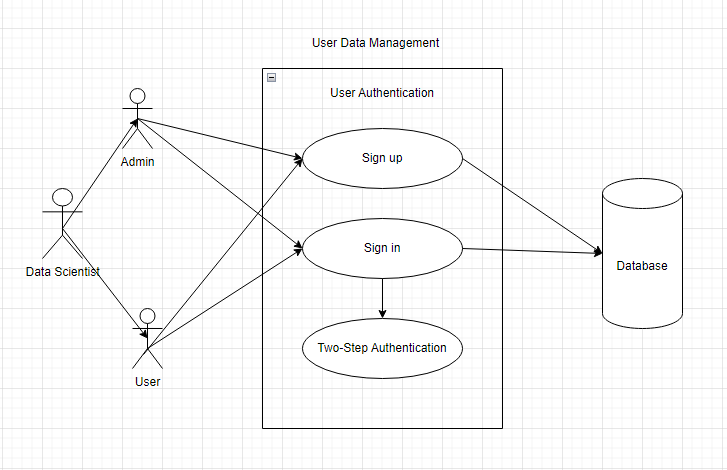 User Data Management
User Authentication
Admin
Sign up
Data Scientist
Sign in
Database
Two-Step Authentication
User